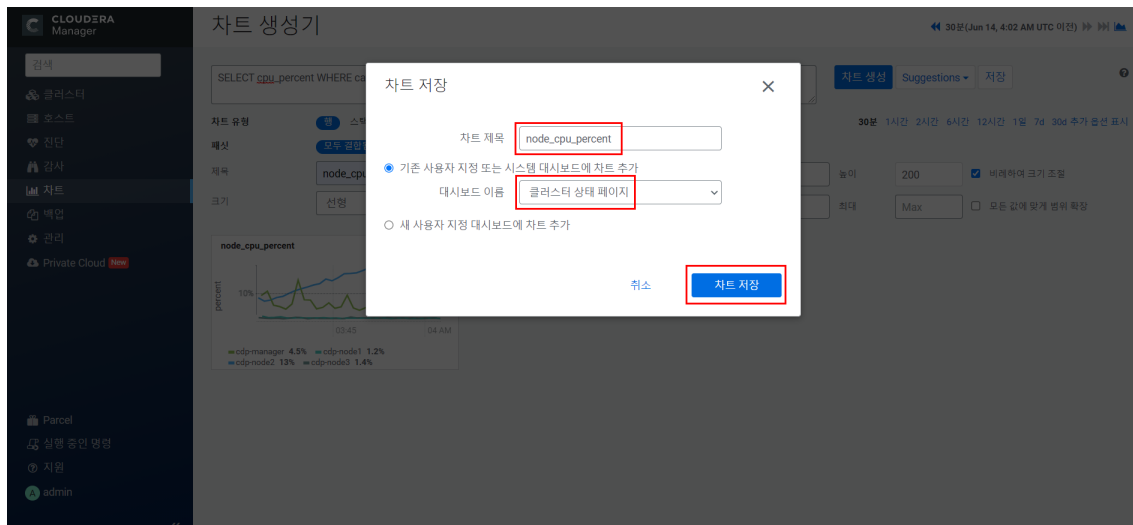 CLOUDERA
Manager
차트 생성기
30분(Jun 14, 4:02 AM UTC 이전)
검색
SELECT cpu_percent WHERE ca
차트 저장
차트 생성 Suggestions 저장
클러스터
호스트
진단
감사
차트
백업
관리
Private Cloud New
차트 유형 행
30분 1시간 2시간 6시간 12시간 1일 7d 30d 추가 옵션 표시
패싯
제목 node_cpu
높이 200 비례하여 크기 조절
크기 선형
최대 Max 모든 값에 맞게 범위 확장
차트 제목 node_cpu_percent
기존 사용자 지정 또는 시스템 대시보드에 차트 추가
대시보드 이름 클러스터 상태 페이지
새 사용자 지정 대시보드에 차트 추가
취소 차트 저장
node_cpu_percent
percent
10%
03:45 04 AM
cdp-manager 4.5% cdp-node1 1.2%
cdp-node2 13% cdp-node3 1.4%
Parcel
실행 중인 명령
지원
A admin